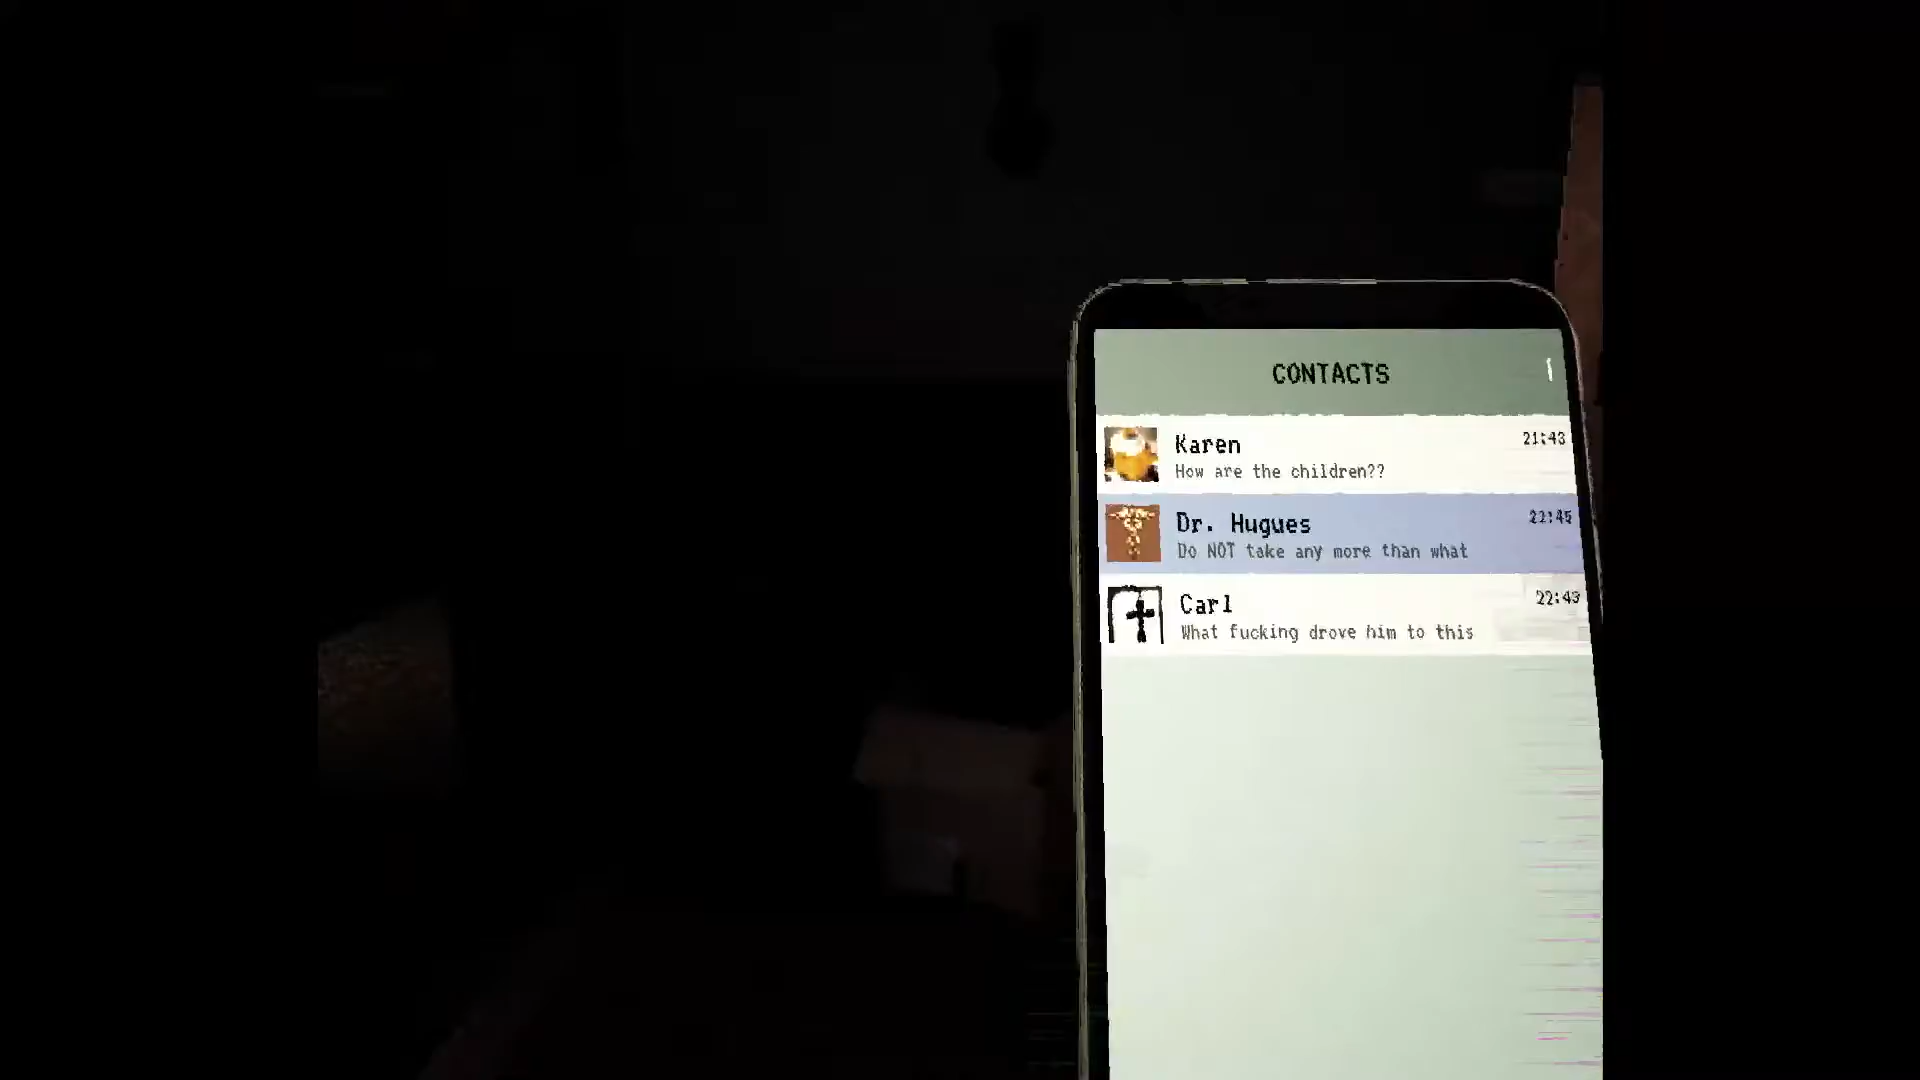 CONTACTS
Karen 21:43
How are the children??
Dr. Hugues 22:45
Do NOT take any more than what
Carl 22:43
What fucking drove him to this